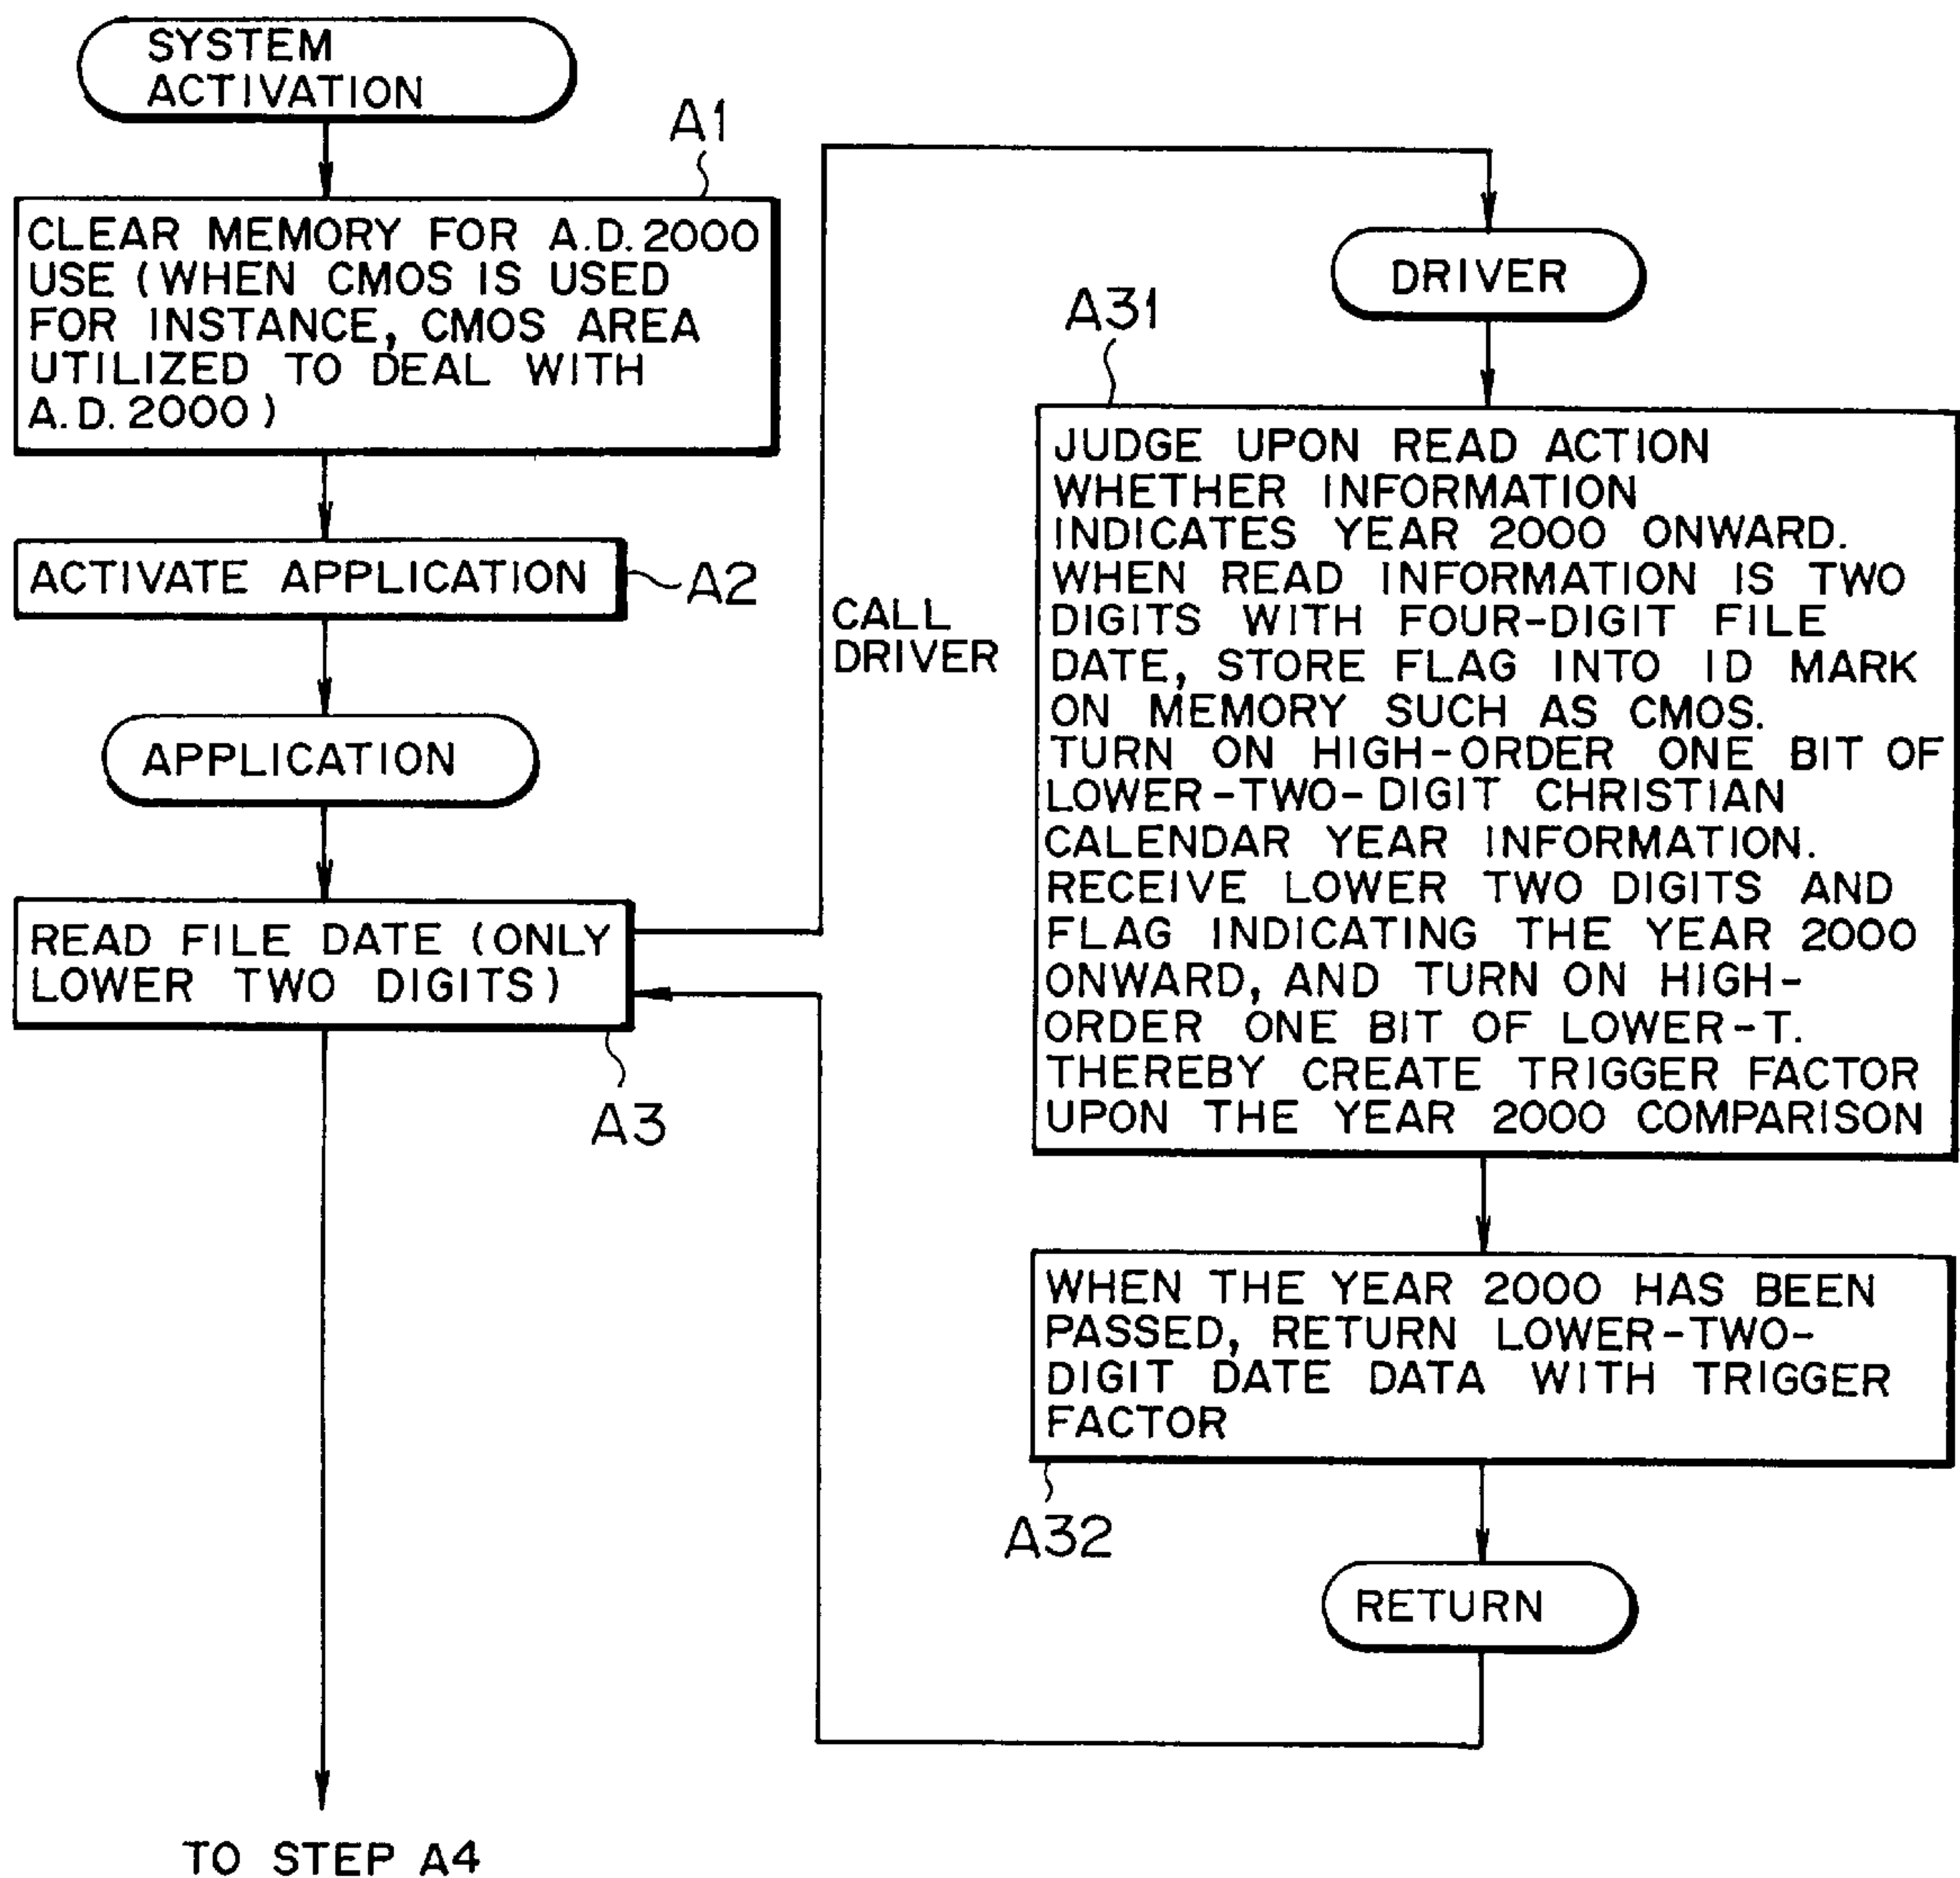 SYSTEM
ACTIVATION
A1
CLEAR MEMORY FOR A.D.2000
USE (WHEN CMOS IS USED
FOR INSTANCE, CMOS AREA
UTILIZED TO DEAL WITH
A.D.2000)
ACTIVATE APPLICATION
A2
APPLICATION
READ FILE DATE (ONLY
LOWER TWO DIGITS)
A3
TO STEP A4
CALL
DRIVER
DRIVER
A31
JUDGE UPON READ ACTION
WHETHER INFORMATION
INDICATES YEAR 2000 ONWARD.
WHEN READ INFORMATION IS TWO
DIGITS WITH FOUR-DIGIT FILE
DATE, STORE FLAG INTO ID MARK
ON MEMORY SUCH AS CMOS.
TURN ON HIGH-ORDER ONE BIT OF
LOWER-TWO-DIGIT CHRISTIAN
CALENDAR YEAR INFORMATION.
RECEIVE LOWER TWO DIGITS AND
FLAG INDICATING THE YEAR 2000
ONWARD, AND TURN ON HIGH-
ORDER ONE BIT OF LOWER-T.
THEREBY CREATE TRIGGER FACTOR
UPON THE YEAR 2000 COMPARISON
WHEN THE YEAR 2000 HAS BEEN
PASSED, RETURN LOWER-TWO-
DIGIT DATE DATA WITH TRIGGER
FACTOR
A32
RETURN